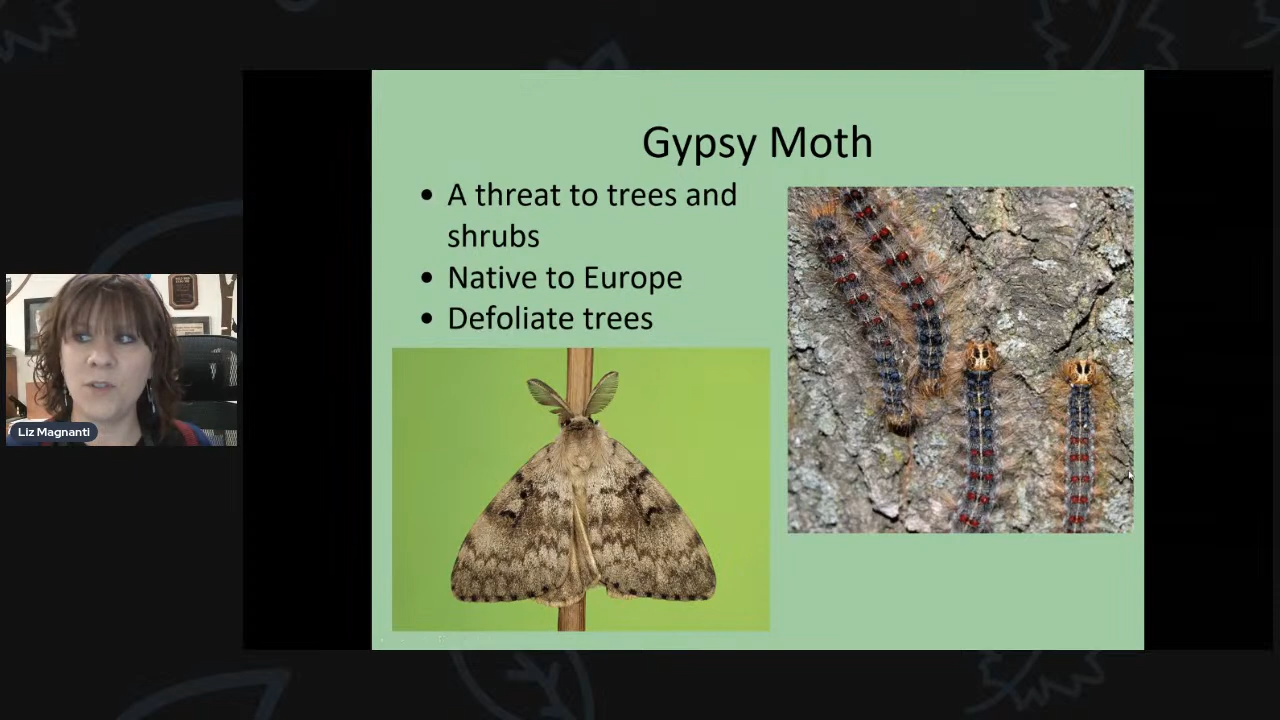 Gypsy Moth
• A threat to trees and
shrubs
• Native to Europe
• Defoliate trees
Liz Magnanti